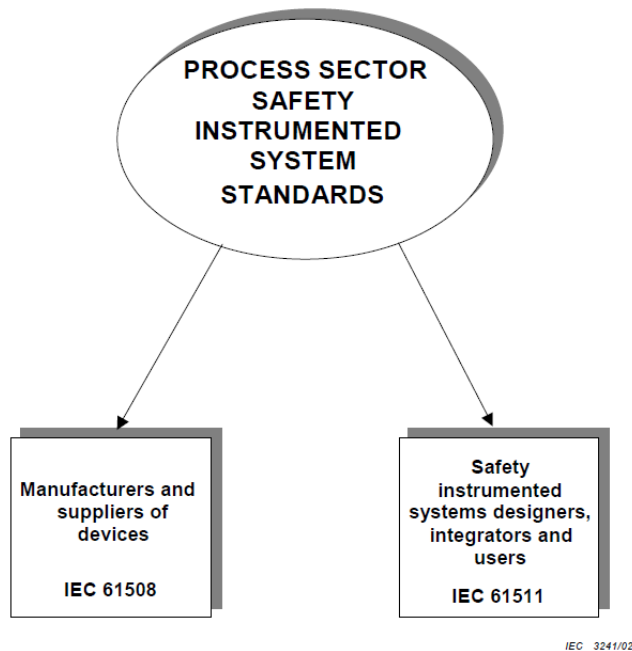 PROCESS SECTOR
SAFETY
INSTRUMENTED
SYSTEM
STANDARDS
Manufacturers and
suppliers of
devices
IEC 61508
Safety
instrumented
systems designers,
integrators and
users
IEC 61511
IEC 3241/02